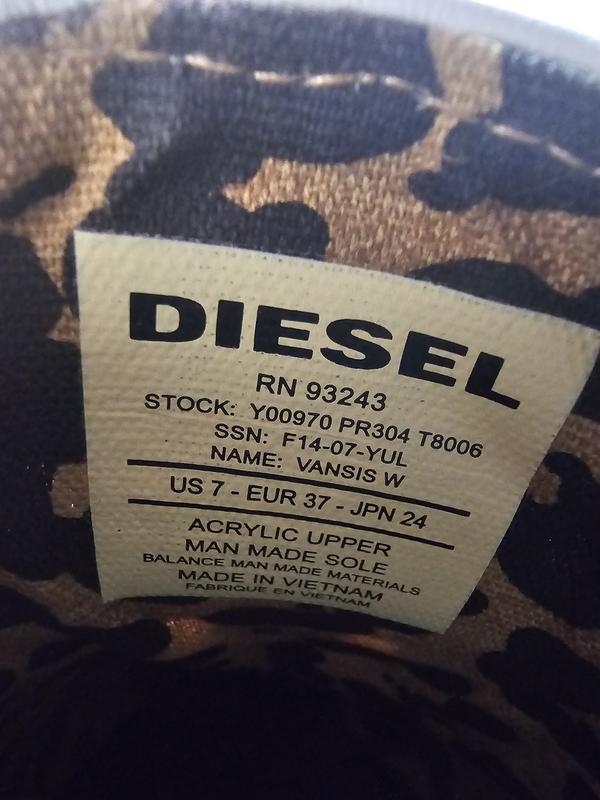 DIESEL
RN 93243
STOCK: Y00970 PR304 T8006
SSN: F14-07-YUL
NAME: VANSIS W
US 7 - EUR 37 - JPN 24
ACRYLIC UPPER
MAN MADE SOLE
BALANCE MAN MADE MATERIALS
MADE IN VIETNAM
FABRIQUE EN VIETNAM